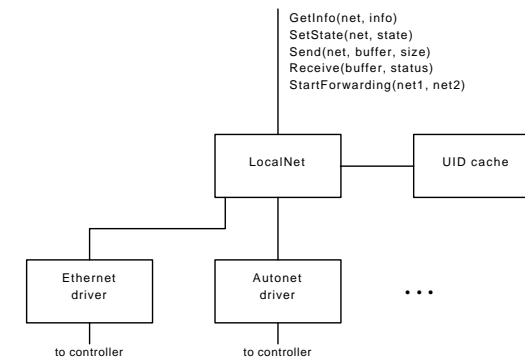 GetInfo(net, info)
SetState(net, state)
Send(net, buffer, size)
Receive(buffer, status)
StartForwarding(net1, net2)
LocalNet
UID cache
Ethernet
driver
Autonet
driver
• • •
to controller
to controller